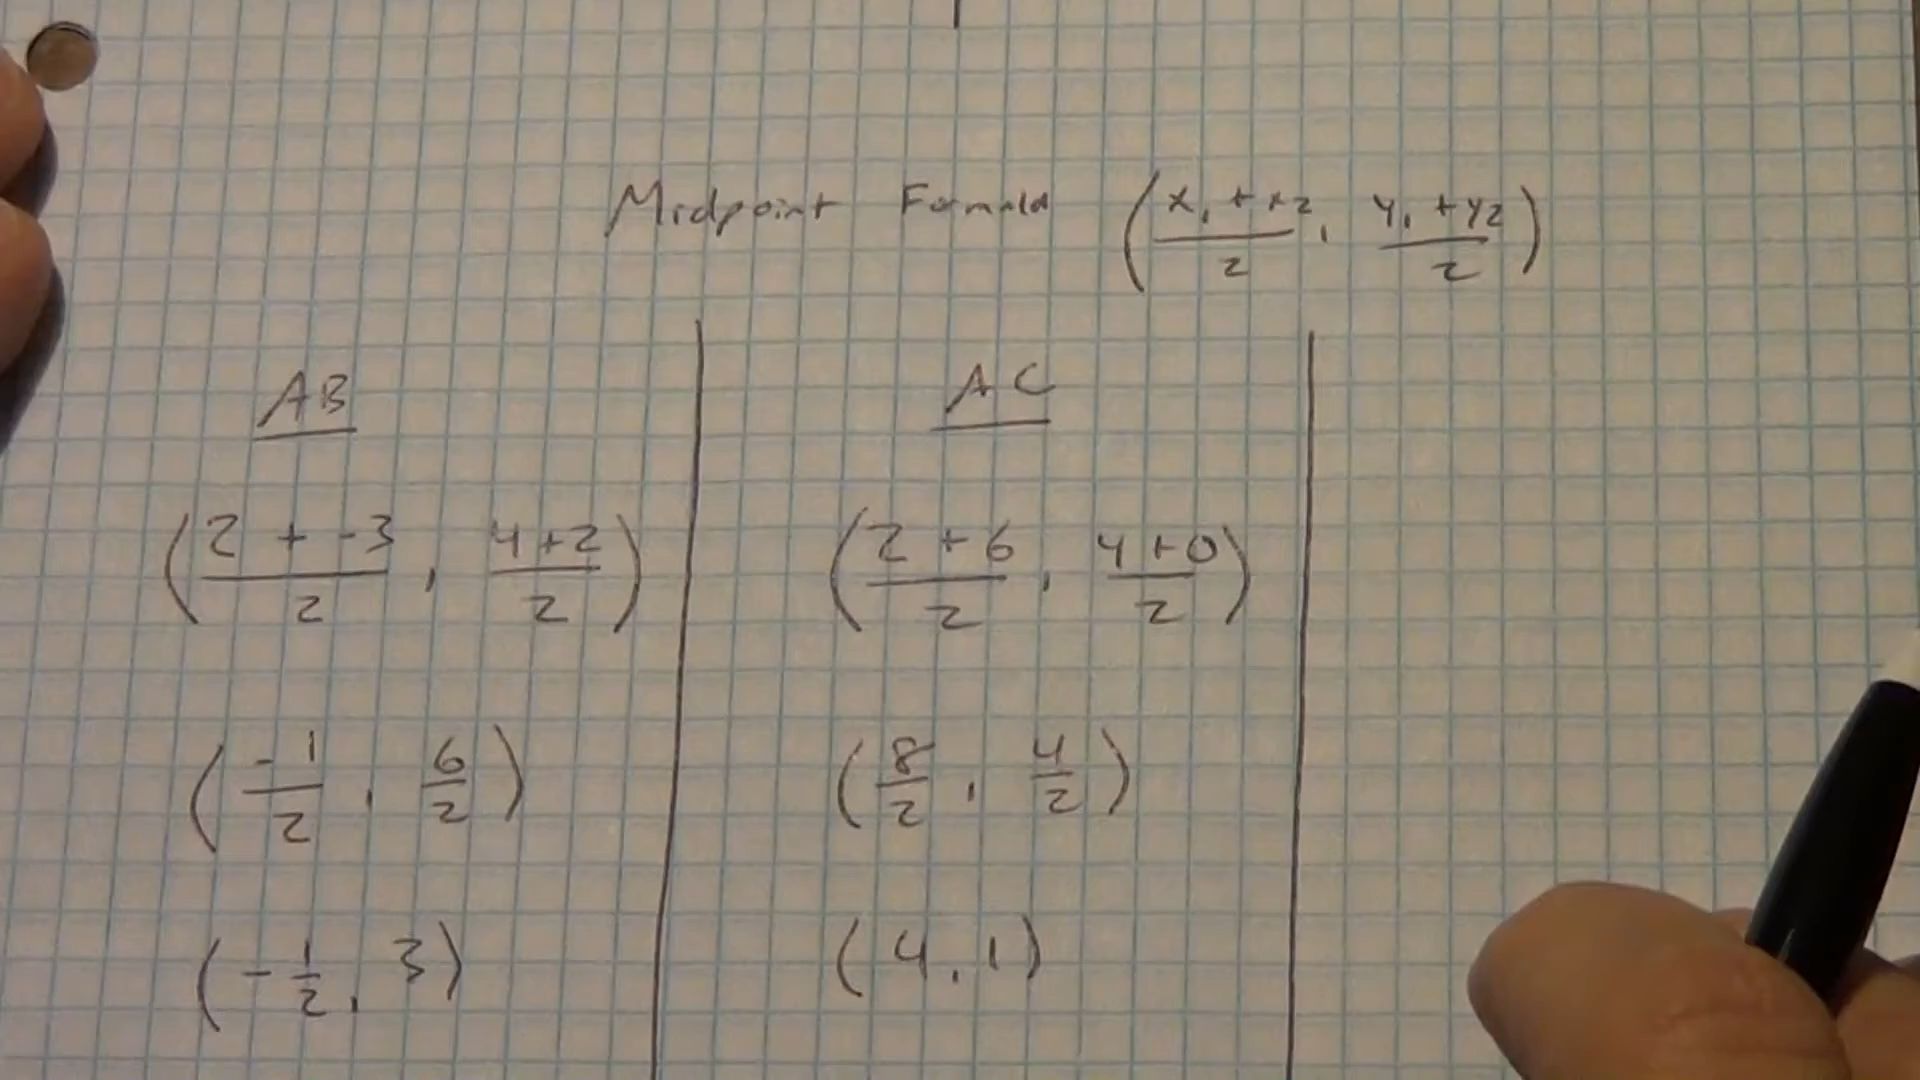 Midpoint Formula (x₁ + x₂ / 2, y₁ + y₂ / 2)
AB
(2 + -3 / 2, 4+2 / 2)
(-1 / 2, 6 / 2)
(-1/2, 3)
AC
(2 + 6 / 2, 4+0 / 2)
(8 / 2, 4 / 2)
(4, 1)